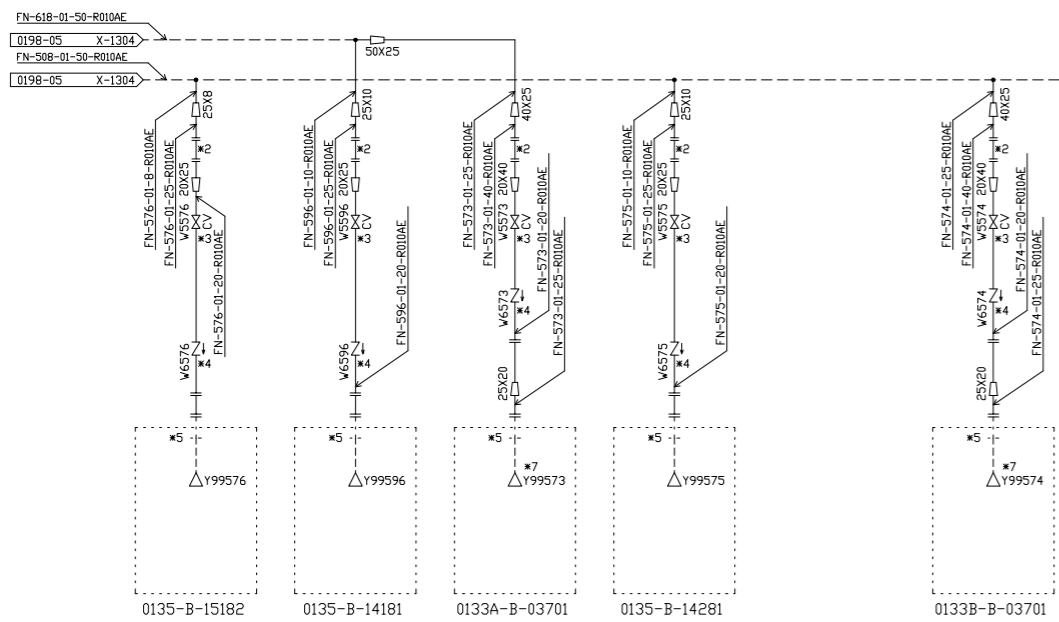 FN-618-01-50-R010AE
0198-05 X-1304
50X25
FN-508-01-50-R010AE
0198-05 X-1304
FN-576-01-8-R010AE
25X8
FN-576-01-25-R010AE
*2
20X25
W5576
CV
*3
FN-576-01-20-R010AE
W6576
*4
*5
Y99576
0135-B-15182
FN-596-01-10-R010AE
25X10
FN-596-01-25-R010AE
*2
20X25
W5596
CV
*3
FN-596-01-20-R010AE
W6596
*4
*5
Y99596
0135-B-14181
FN-573-01-25-R010AE
40X25
FN-573-01-40-R010AE
*2
20X40
W5573
CV
*3
FN-573-01-20-R010AE
W6573
*4
FN-573-01-25-R010AE
25X20
*5
*7
Y99573
0133A-B-03701
FN-575-01-10-R010AE
25X10
FN-575-01-25-R010AE
*2
20X25
W5575
CV
*3
FN-575-01-20-R010AE
W6575
*4
*5
Y99575
0135-B-14281
FN-574-01-25-R010AE
40X25
FN-574-01-40-R010AE
*2
20X40
W5574
CV
*3
FN-574-01-20-R010AE
W6574
*4
FN-574-01-25-R010AE
25X20
*5
*7
Y99574
0133B-B-03701